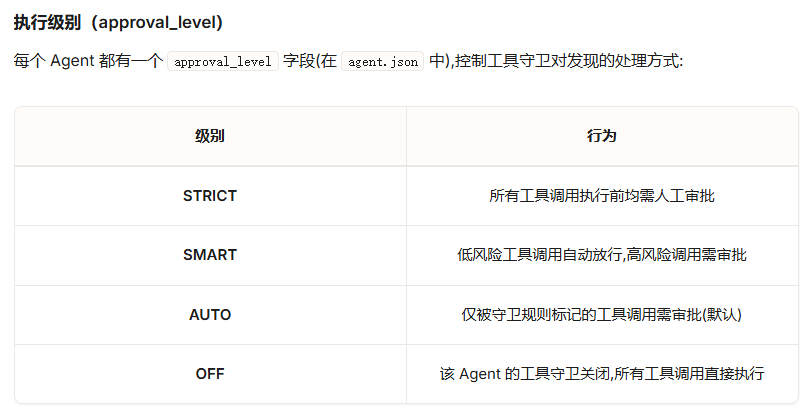 执行级别（approval_level）
每个 Agent 都有一个 approval_level 字段(在 agent.json 中),控制工具守卫对发现的处理方式:
级别 行为
STRICT 所有工具调用执行前均需人工审批
SMART 低风险工具调用自动放行,高风险调用需审批
AUTO 仅被守卫规则标记的工具调用需审批(默认)
OFF 该 Agent 的工具守卫关闭,所有工具调用直接执行